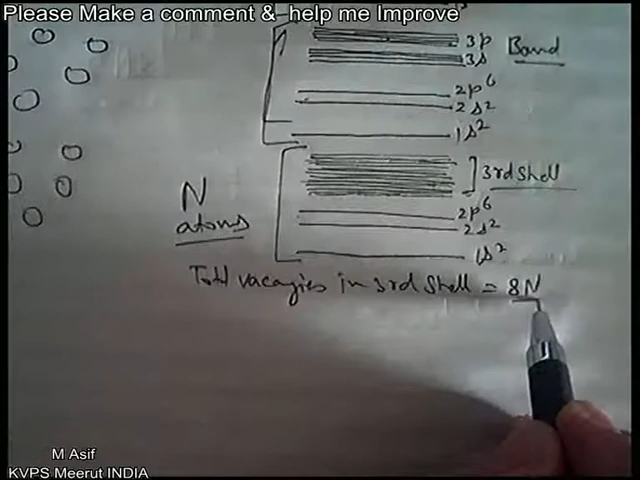 Please Make a comment & help me Improve
3p
Band
3s
2p⁶
2s²
1s²
3rd shell
N
atoms
2p⁶
2s²
1s²
Total vacancies in 3rd shell = 8N
M Asif
KVPS Meerut INDIA